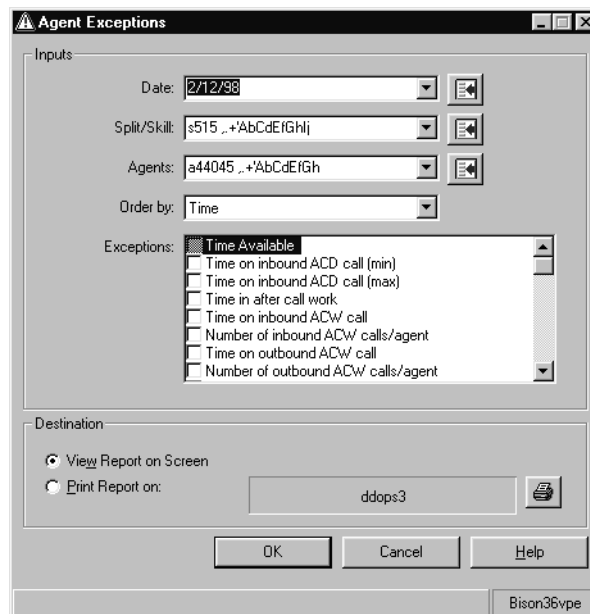 Agent Exceptions
Inputs
Date: 2/12/98
Split/Skill: s515 ,.+'AbCdEfGhIj
Agents: a44045 ,.+'AbCdEfGh
Order by: Time
Exceptions: Time Available
Time on inbound ACD call (min)
Time on inbound ACD call (max)
Time in after call work
Time on inbound ACW call
Number of inbound ACW calls/agent
Time on outbound ACW call
Number of outbound ACW calls/agent
Destination
View Report on Screen
Print Report on: ddops3
OK Cancel Help
Bison36vpe